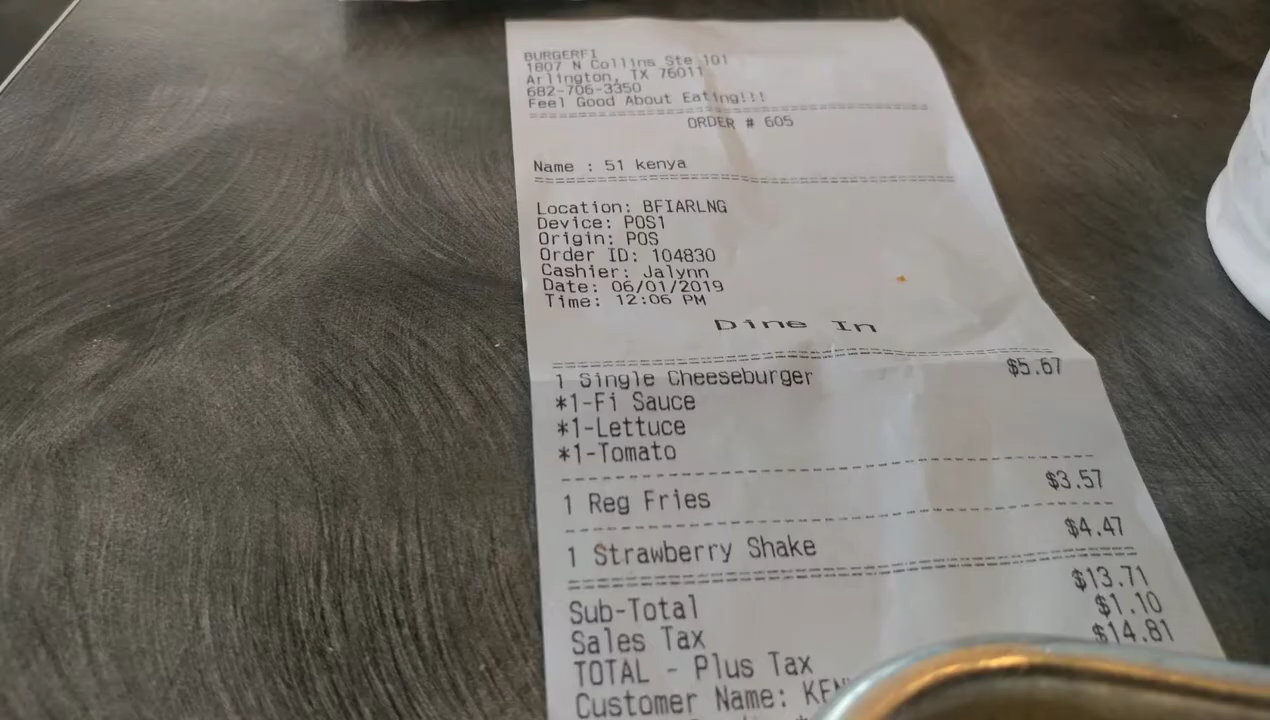 BURGERFI
1807 N Collins Ste 101
Arlington, TX 76011
682-706-3350
Feel Good About Eating!!!
ORDER # 605
Name : 51 kenya
Location: BFIARLNG
Device: POS1
Origin: POS
Order ID: 104830
Cashier: Jalynn
Date: 06/01/2019
Time: 12:06 PM
Dine In
1 Single Cheeseburger $5.67
*1-Fi Sauce
*1-Lettuce
*1-Tomato
1 Reg Fries $3.57
1 Strawberry Shake $4.47
Sub-Total $13.71
Sales Tax $1.10
TOTAL - Plus Tax $14.81
Customer Name: